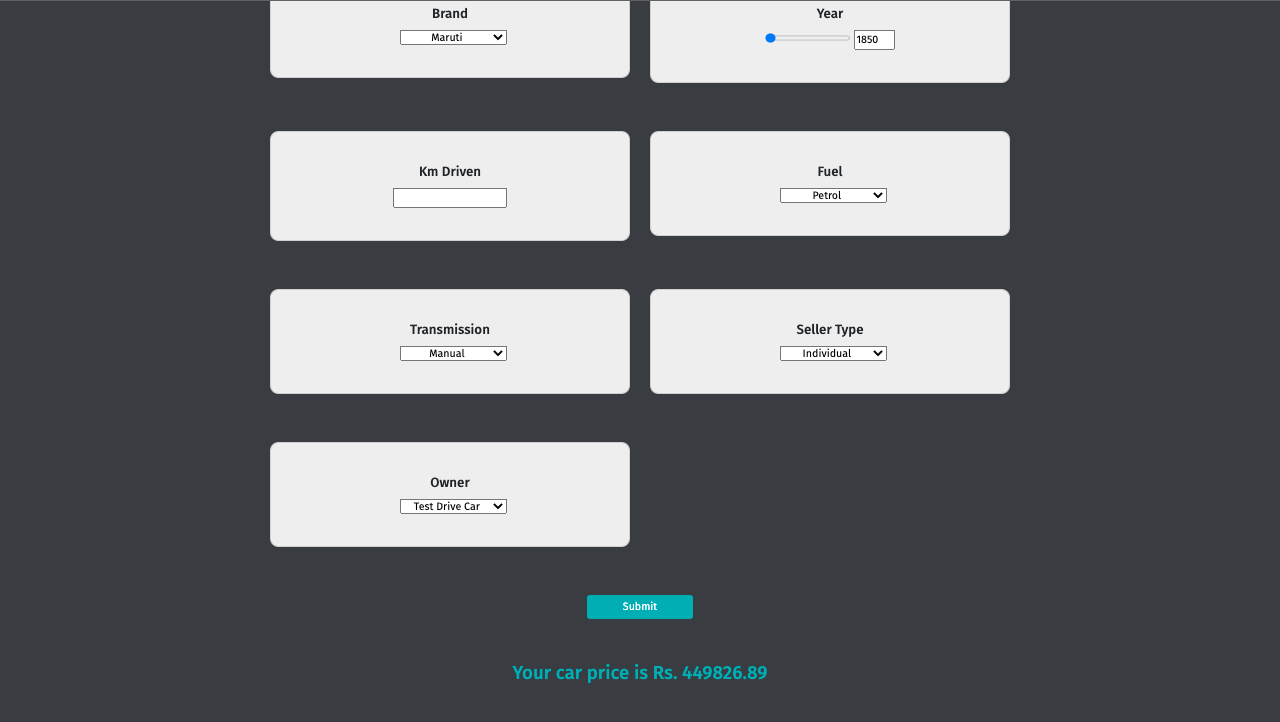 Brand
Maruti
Year
1850
Km Driven
Fuel
Petrol
Transmission
Manual
Seller Type
Individual
Owner
Test Drive Car
Submit
Your car price is Rs. 449826.89